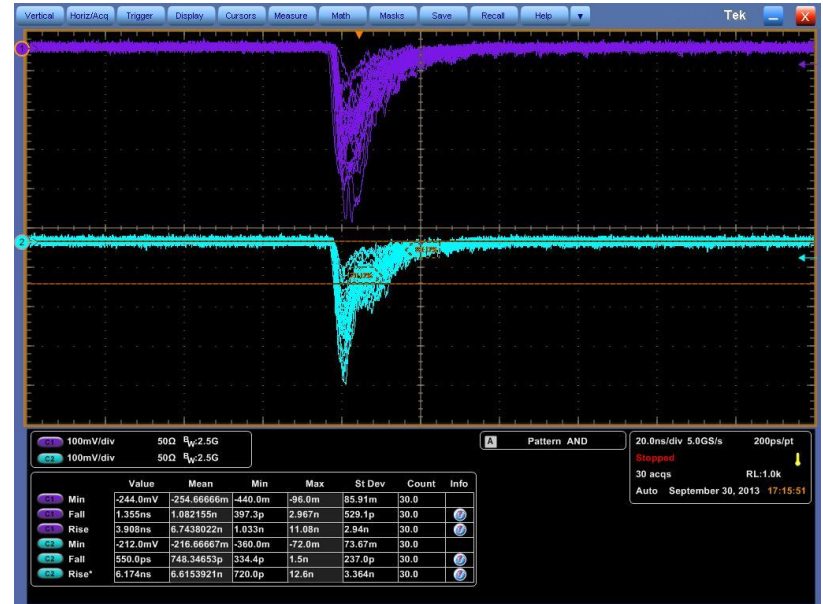 Vertical Horiz/Acq Trigger Display Cursors Measure Math Masks Save Recall Help Tek X
1
2
C1 100mV/div 50Ω BW:2.5G
C2 100mV/div 50Ω BW:2.5G
A Pattern AND
20.0ns/div 5.0GS/s 200ps/pt
Stopped
30 acqs RL:1.0k
Auto September 30, 2013 17:15:51
Value Mean Min Max St Dev Count Info
C1 Min -244.0mV -254.66666m -440.0m -96.0m 85.91m 30.0
C1 Fall 1.355ns 1.082155n 397.3p 2.967n 529.1p 30.0
C1 Rise 3.908ns 6.7438022n 1.033n 11.08n 2.94n 30.0
C2 Min -212.0mV -216.66667m -360.0m -72.0m 73.67m 30.0
C2 Fall 550.0ps 748.34653p 334.4p 1.5n 237.0p 30.0
C2 Rise* 6.174ns 6.6153921n 720.0p 12.6n 3.364n 30.0